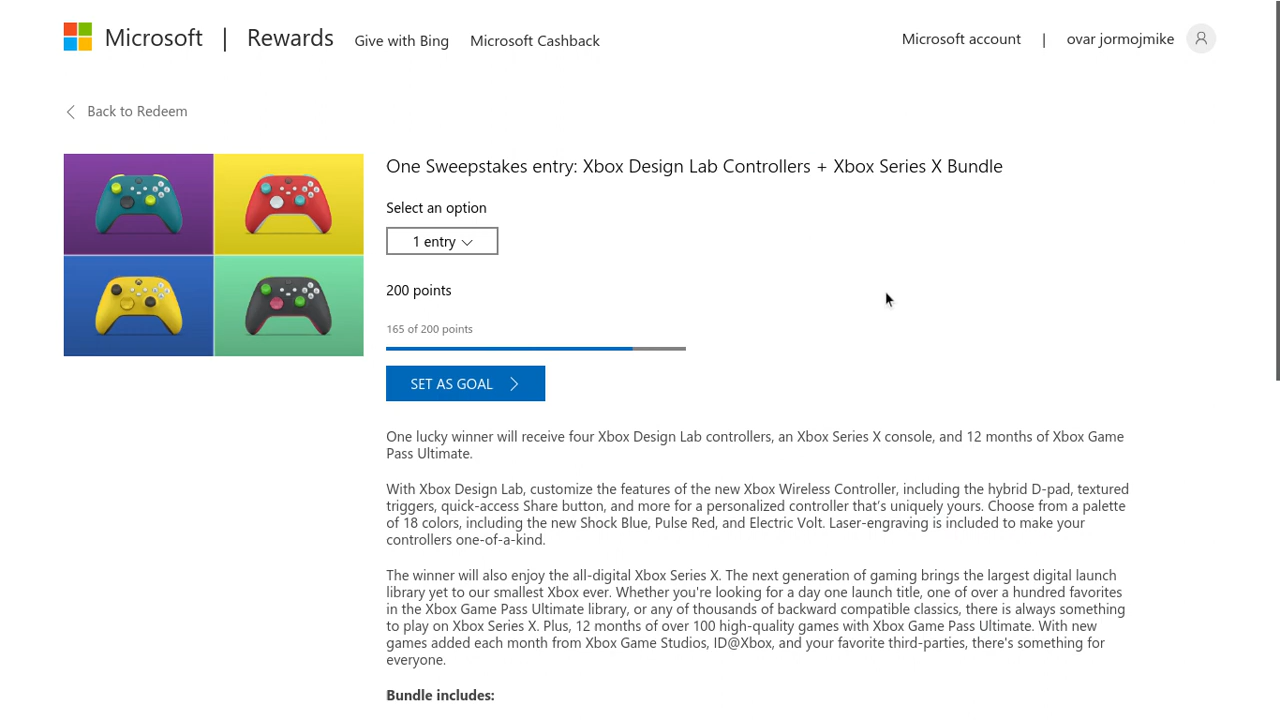 Microsoft | Rewards Give with Bing Microsoft Cashback Microsoft account | ovar jormojmike
Back to Redeem
One Sweepstakes entry: Xbox Design Lab Controllers + Xbox Series X Bundle
Select an option
1 entry
200 points
165 of 200 points
SET AS GOAL
One lucky winner will receive four Xbox Design Lab controllers, an Xbox Series X console, and 12 months of Xbox Game
Pass Ultimate.
With Xbox Design Lab, customize the features of the new Xbox Wireless Controller, including the hybrid D-pad, textured
triggers, quick-access Share button, and more for a personalized controller that's uniquely yours. Choose from a palette
of 18 colors, including the new Shock Blue, Pulse Red, and Electric Volt. Laser-engraving is included to make your
controllers one-of-a-kind.
The winner will also enjoy the all-digital Xbox Series X. The next generation of gaming brings the largest digital launch
library yet to our smallest Xbox ever. Whether you're looking for a day one launch title, one of over a hundred favorites
in the Xbox Game Pass Ultimate library, or any of thousands of backward compatible classics, there is always something
to play on Xbox Series X. Plus, 12 months of over 100 high-quality games with Xbox Game Pass Ultimate. With new
games added each month from Xbox Game Studios, ID@Xbox, and your favorite third-parties, there's something for
everyone.
Bundle includes: